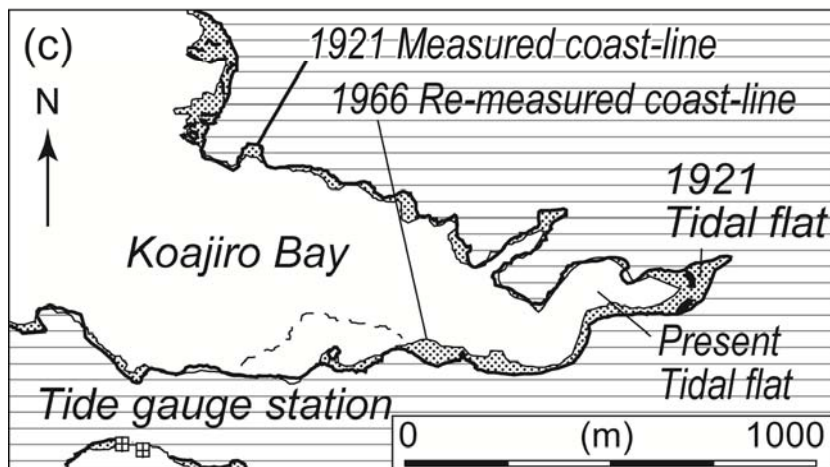 (c)
1921 Measured coast-line
N
1966 Re-measured coast-line
1921
Tidal flat
Koajiro Bay
Present
Tidal flat
Tide gauge station
0 (m) 1000